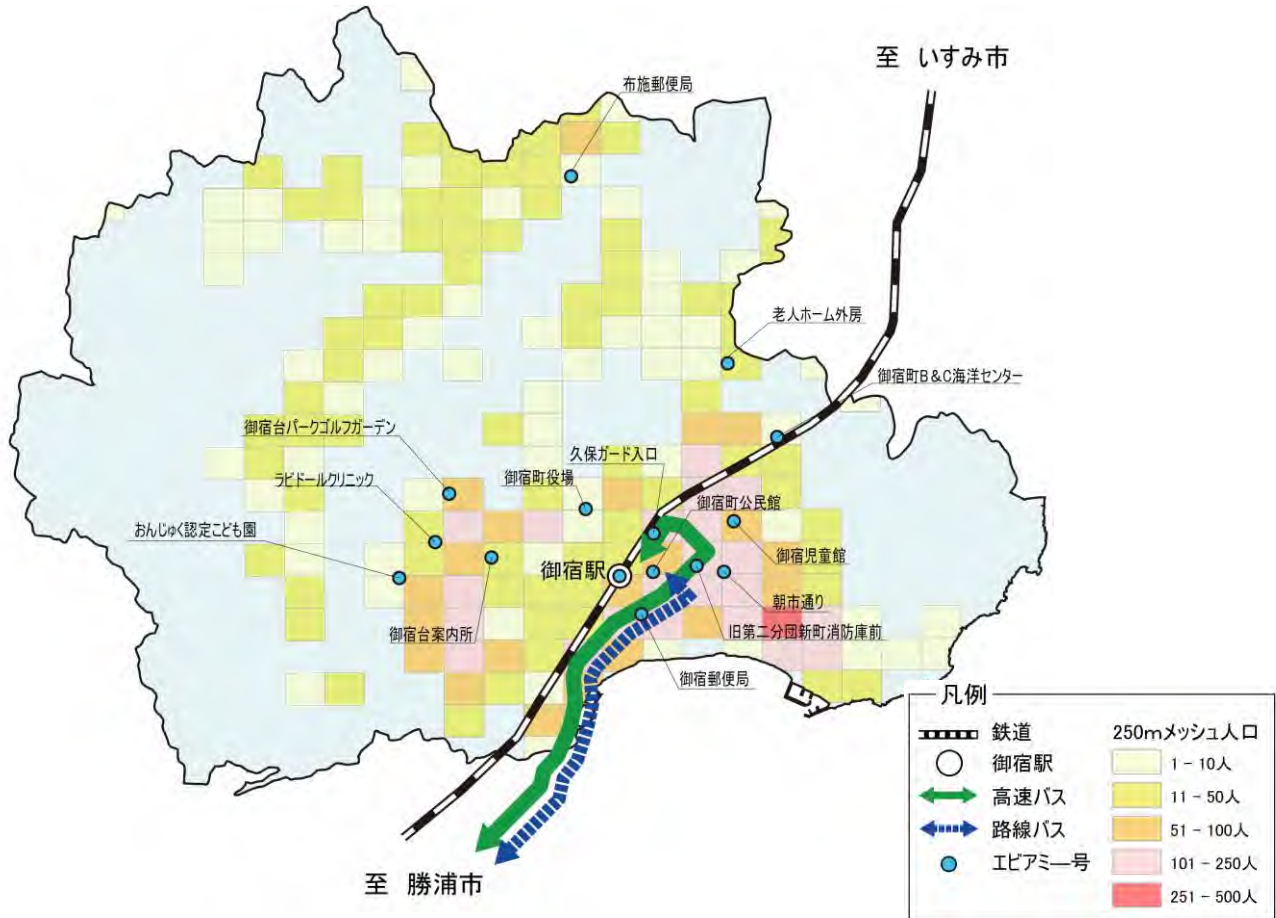 至 いすみ市
布施郵便局
老人ホーム外房
御宿町B&C海洋センター
御宿台パークゴルフガーデン
久保ガード入口
ラビドールクリニック
御宿町役場
御宿町公民館
おんじゅく認定こども園
御宿児童館
御宿駅
朝市通り
御宿台案内所
旧第二分団新町消防庫前
御宿郵便局
至 勝浦市
凡例
鉄道
御宿駅
高速バス
路線バス
エビアミ―号
250mメッシュ人口
1 - 10人
11 - 50人
51 - 100人
101 - 250人
251 - 500人